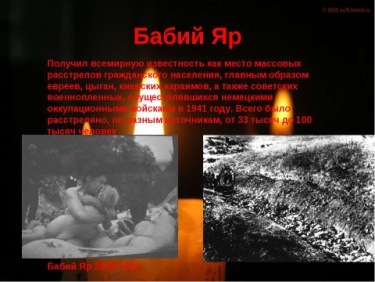 Бабий Яр
Получил всемирную известность как место массовых
расстрелов гражданского населения, главным образом
евреев, цыган, киевских караимов, а также советских
военнопленных, осуществлявшихся немецкими
оккупационными войсками в 1941 году. Всего было
расстреляно, по разным источникам, от 33 тысяч до 100
тысяч человек
Бабий Яр